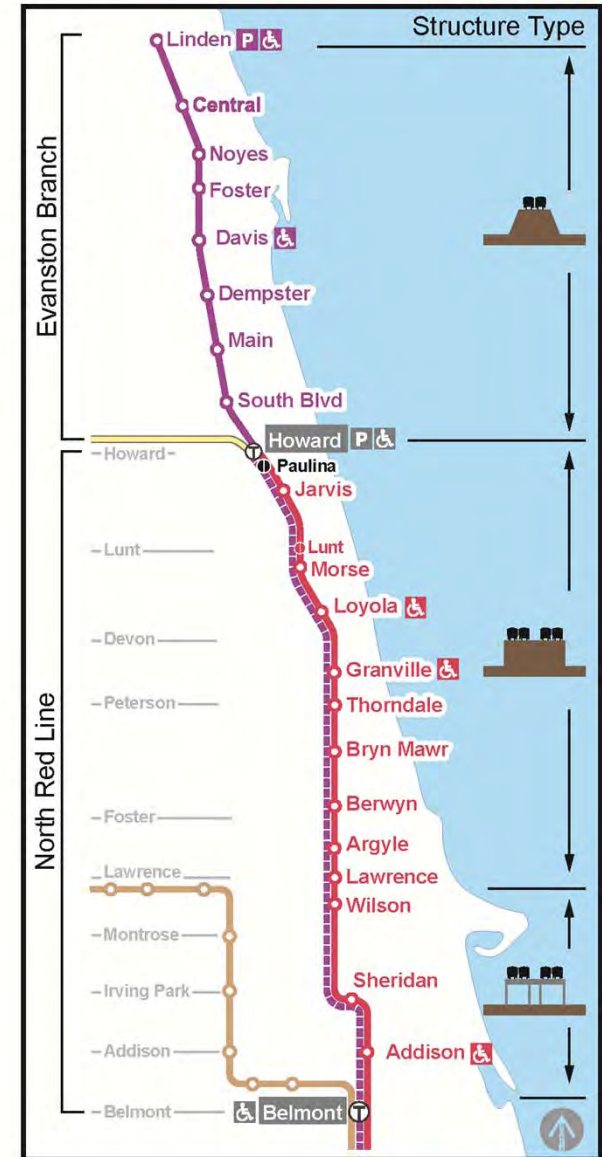 Structure Type
Evanston Branch
Linden P
Central
Noyes
Foster
Davis
Dempster
Main
South Blvd
Howard P
North Red Line
Howard
Paulina
Jarvis
Lunt
Lunt
Morse
Loyola
Devon
Granville
Peterson
Thorndale
Bryn Mawr
Berwyn
Foster
Argyle
Lawrence
Lawrence
Wilson
Montrose
Irving Park
Sheridan
Addison
Addison
Belmont
Belmont
T
T